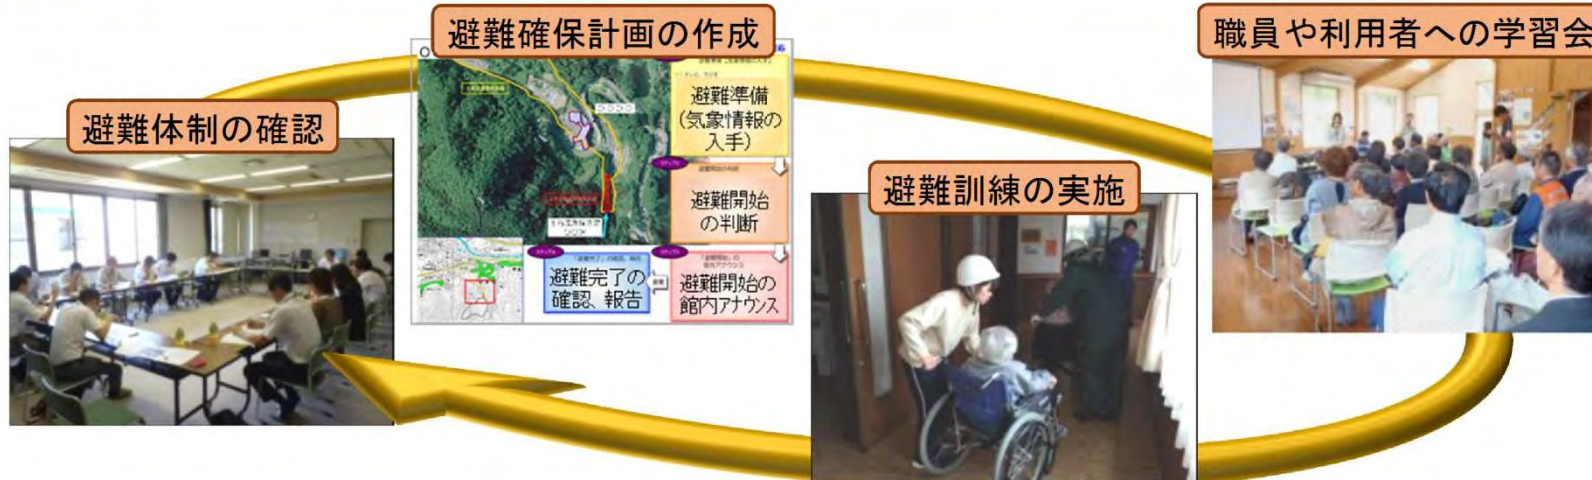 避難確保計画の作成
職員や利用者への学習会
避難体制の確認
避難訓練の実施
避難準備
(気象情報の
入手)
避難開始
の判断
避難開始の
館内アナウンス
避難完了の
確認、報告